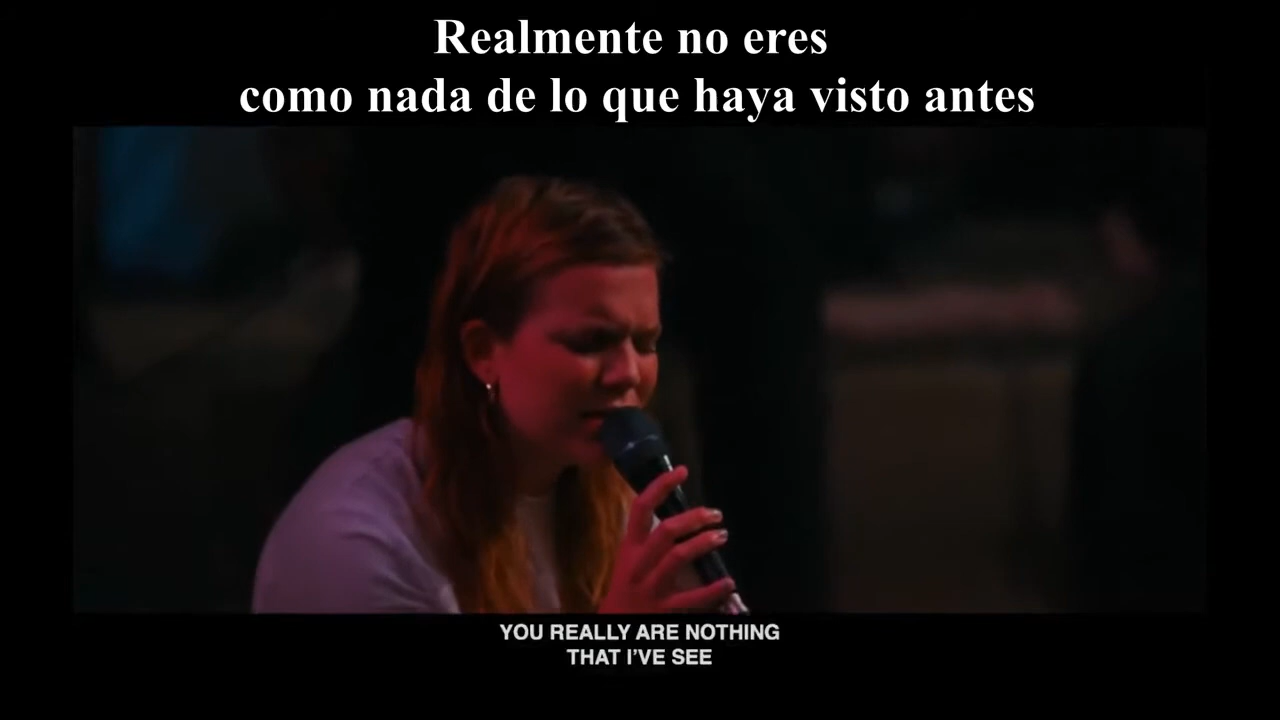 Realmente no eres
como nada de lo que haya visto antes
YOU REALLY ARE NOTHING
THAT I'VE SEE